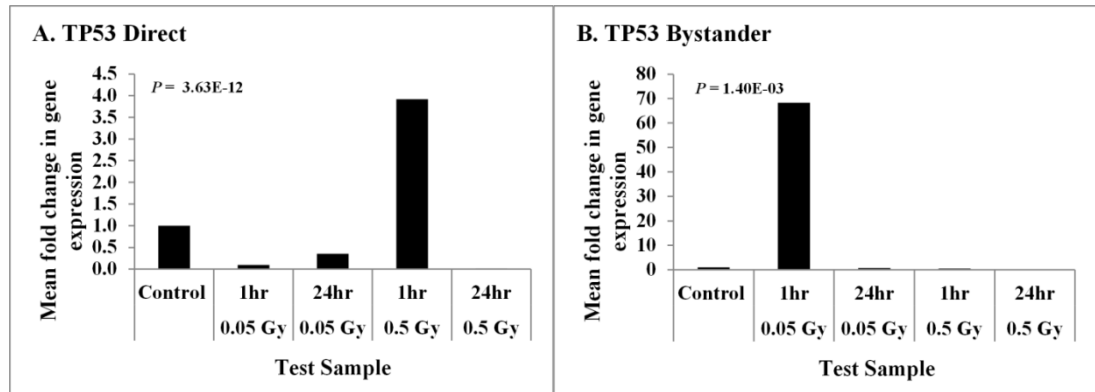 A. TP53 Direct
Mean fold change in gene
expression
P = 3.63E-12
4.5
4.0
3.5
3.0
2.5
2.0
1.5
1.0
0.5
0.0
Control 1hr 24hr 1hr 24hr
0.05 Gy 0.05 Gy 0.5 Gy 0.5 Gy
Test Sample
B. TP53 Bystander
Mean fold change in gene
expression
P = 1.40E-03
80
70
60
50
40
30
20
10
0
Control 1hr 24hr 1hr 24hr
0.05 Gy 0.05 Gy 0.5 Gy 0.5 Gy
Test Sample